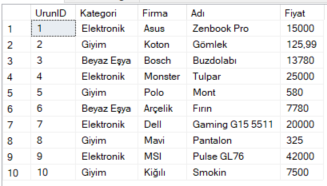 UrunID Kategori Firma Adı Fiyat
1 1 Elektronik Asus Zenbook Pro 15000
2 2 Giyim Koton Gömlek 125,99
3 3 Beyaz Eşya Bosch Buzdolabı 13780
4 4 Elektronik Monster Tulpar 25000
5 5 Giyim Polo Mont 580
6 6 Beyaz Eşya Arçelik Fırın 7780
7 7 Elektronik Dell Gaming G15 5511 20000
8 8 Giyim Mavi Pantalon 325
9 9 Elektronik MSI Pulse GL76 42000
10 10 Giyim Kiğılı Smokin 7500